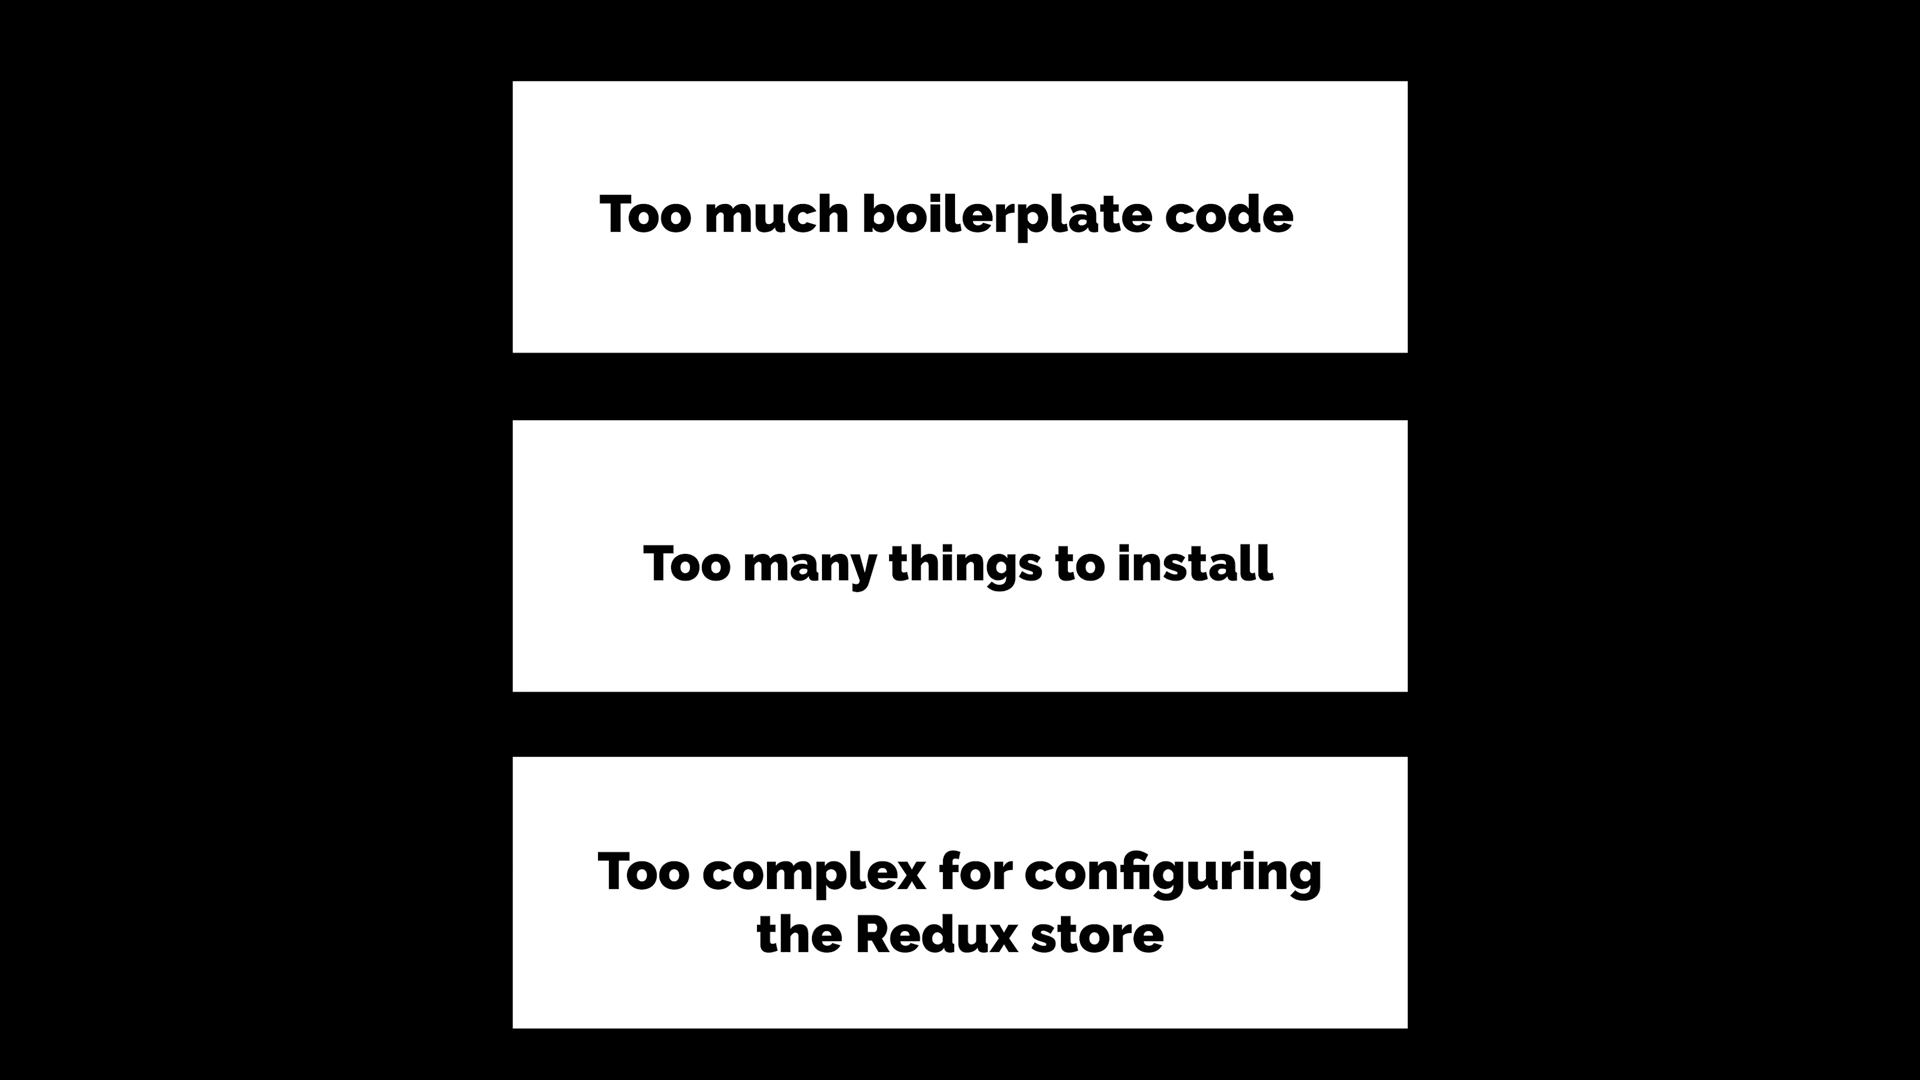 Too much boilerplate code
Too many things to install
Too complex for configuring
the Redux store